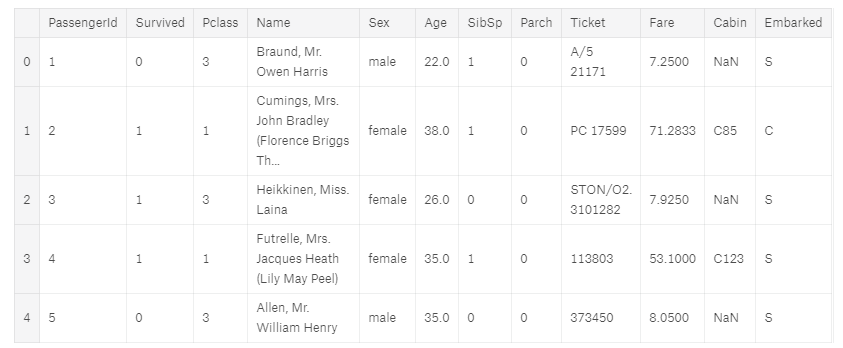 PassengerId Survived Pclass Name Sex Age SibSp Parch Ticket Fare Cabin Embarked
0 1 0 3 Braund, Mr. Owen Harris male 22.0 1 0 A/5 21171 7.2500 NaN S
1 2 1 1 Cumings, Mrs. John Bradley (Florence Briggs Th... female 38.0 1 0 PC 17599 71.2833 C85 C
2 3 1 3 Heikkinen, Miss. Laina female 26.0 0 0 STON/O2. 3101282 7.9250 NaN S
3 4 1 1 Futrelle, Mrs. Jacques Heath (Lily May Peel) female 35.0 1 0 113803 53.1000 C123 S
4 5 0 3 Allen, Mr. William Henry male 35.0 0 0 373450 8.0500 NaN S